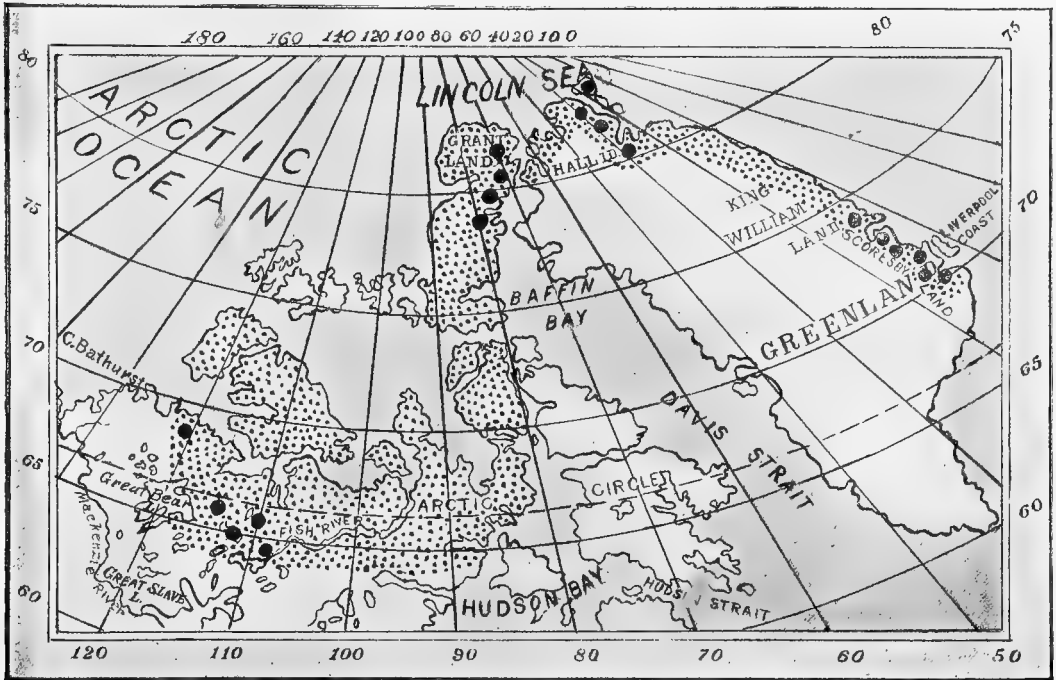 180 160 140 120 100 80 60 40 20 10 0 80 75
80
75
70
65
60
ARCTIC
OCEAN
LINCOLN SEA
GRANT
LAND
HALL LD
KING
WILLIAM
LAND
SCORESBY
LAND
LIVERPOOL
COAST
70
GREENLAND
65
60
BAFFIN
BAY
DAVIS STRAIT
C. Bathurst
Great Bear
Mackenzie
RIVER
GREAT SLAVE
L.
FISH RIVER
ARCTIC CIRCLE
HUDSON BAY
STRAIT
120 110 100 90 80 70 60 50